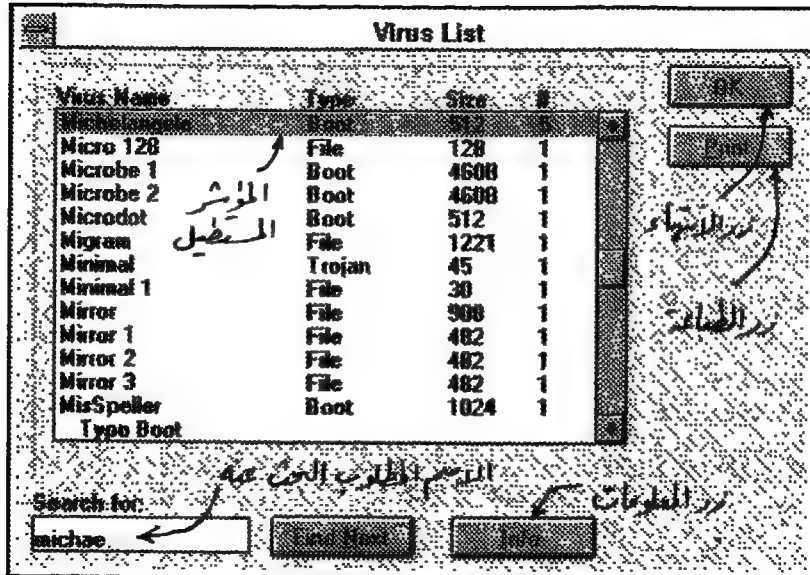 Virus List
Virus Name Type Size #
Michelangelo Boot 512 5
Micro 128 File 128 1
Microbe 1 Boot 4608 1
Microbe 2 Boot 4608 1
Microdot Boot 512 1
Migram File 1221 1
Minimal Trojan 45 1
Minimal 1 File 30 1
Mirror File 908 1
Mirror 1 File 482 1
Mirror 2 File 482 1
Mirror 3 File 482 1
MisSpeller Boot 1024 1
Typo Boot
OK
Print
المؤشر
المستطيل
زر الانتهاء
زر الطباعة
الاسم المطلوب البحث عنه
زر المعلومات
Search for:
michae
Find Next
Info